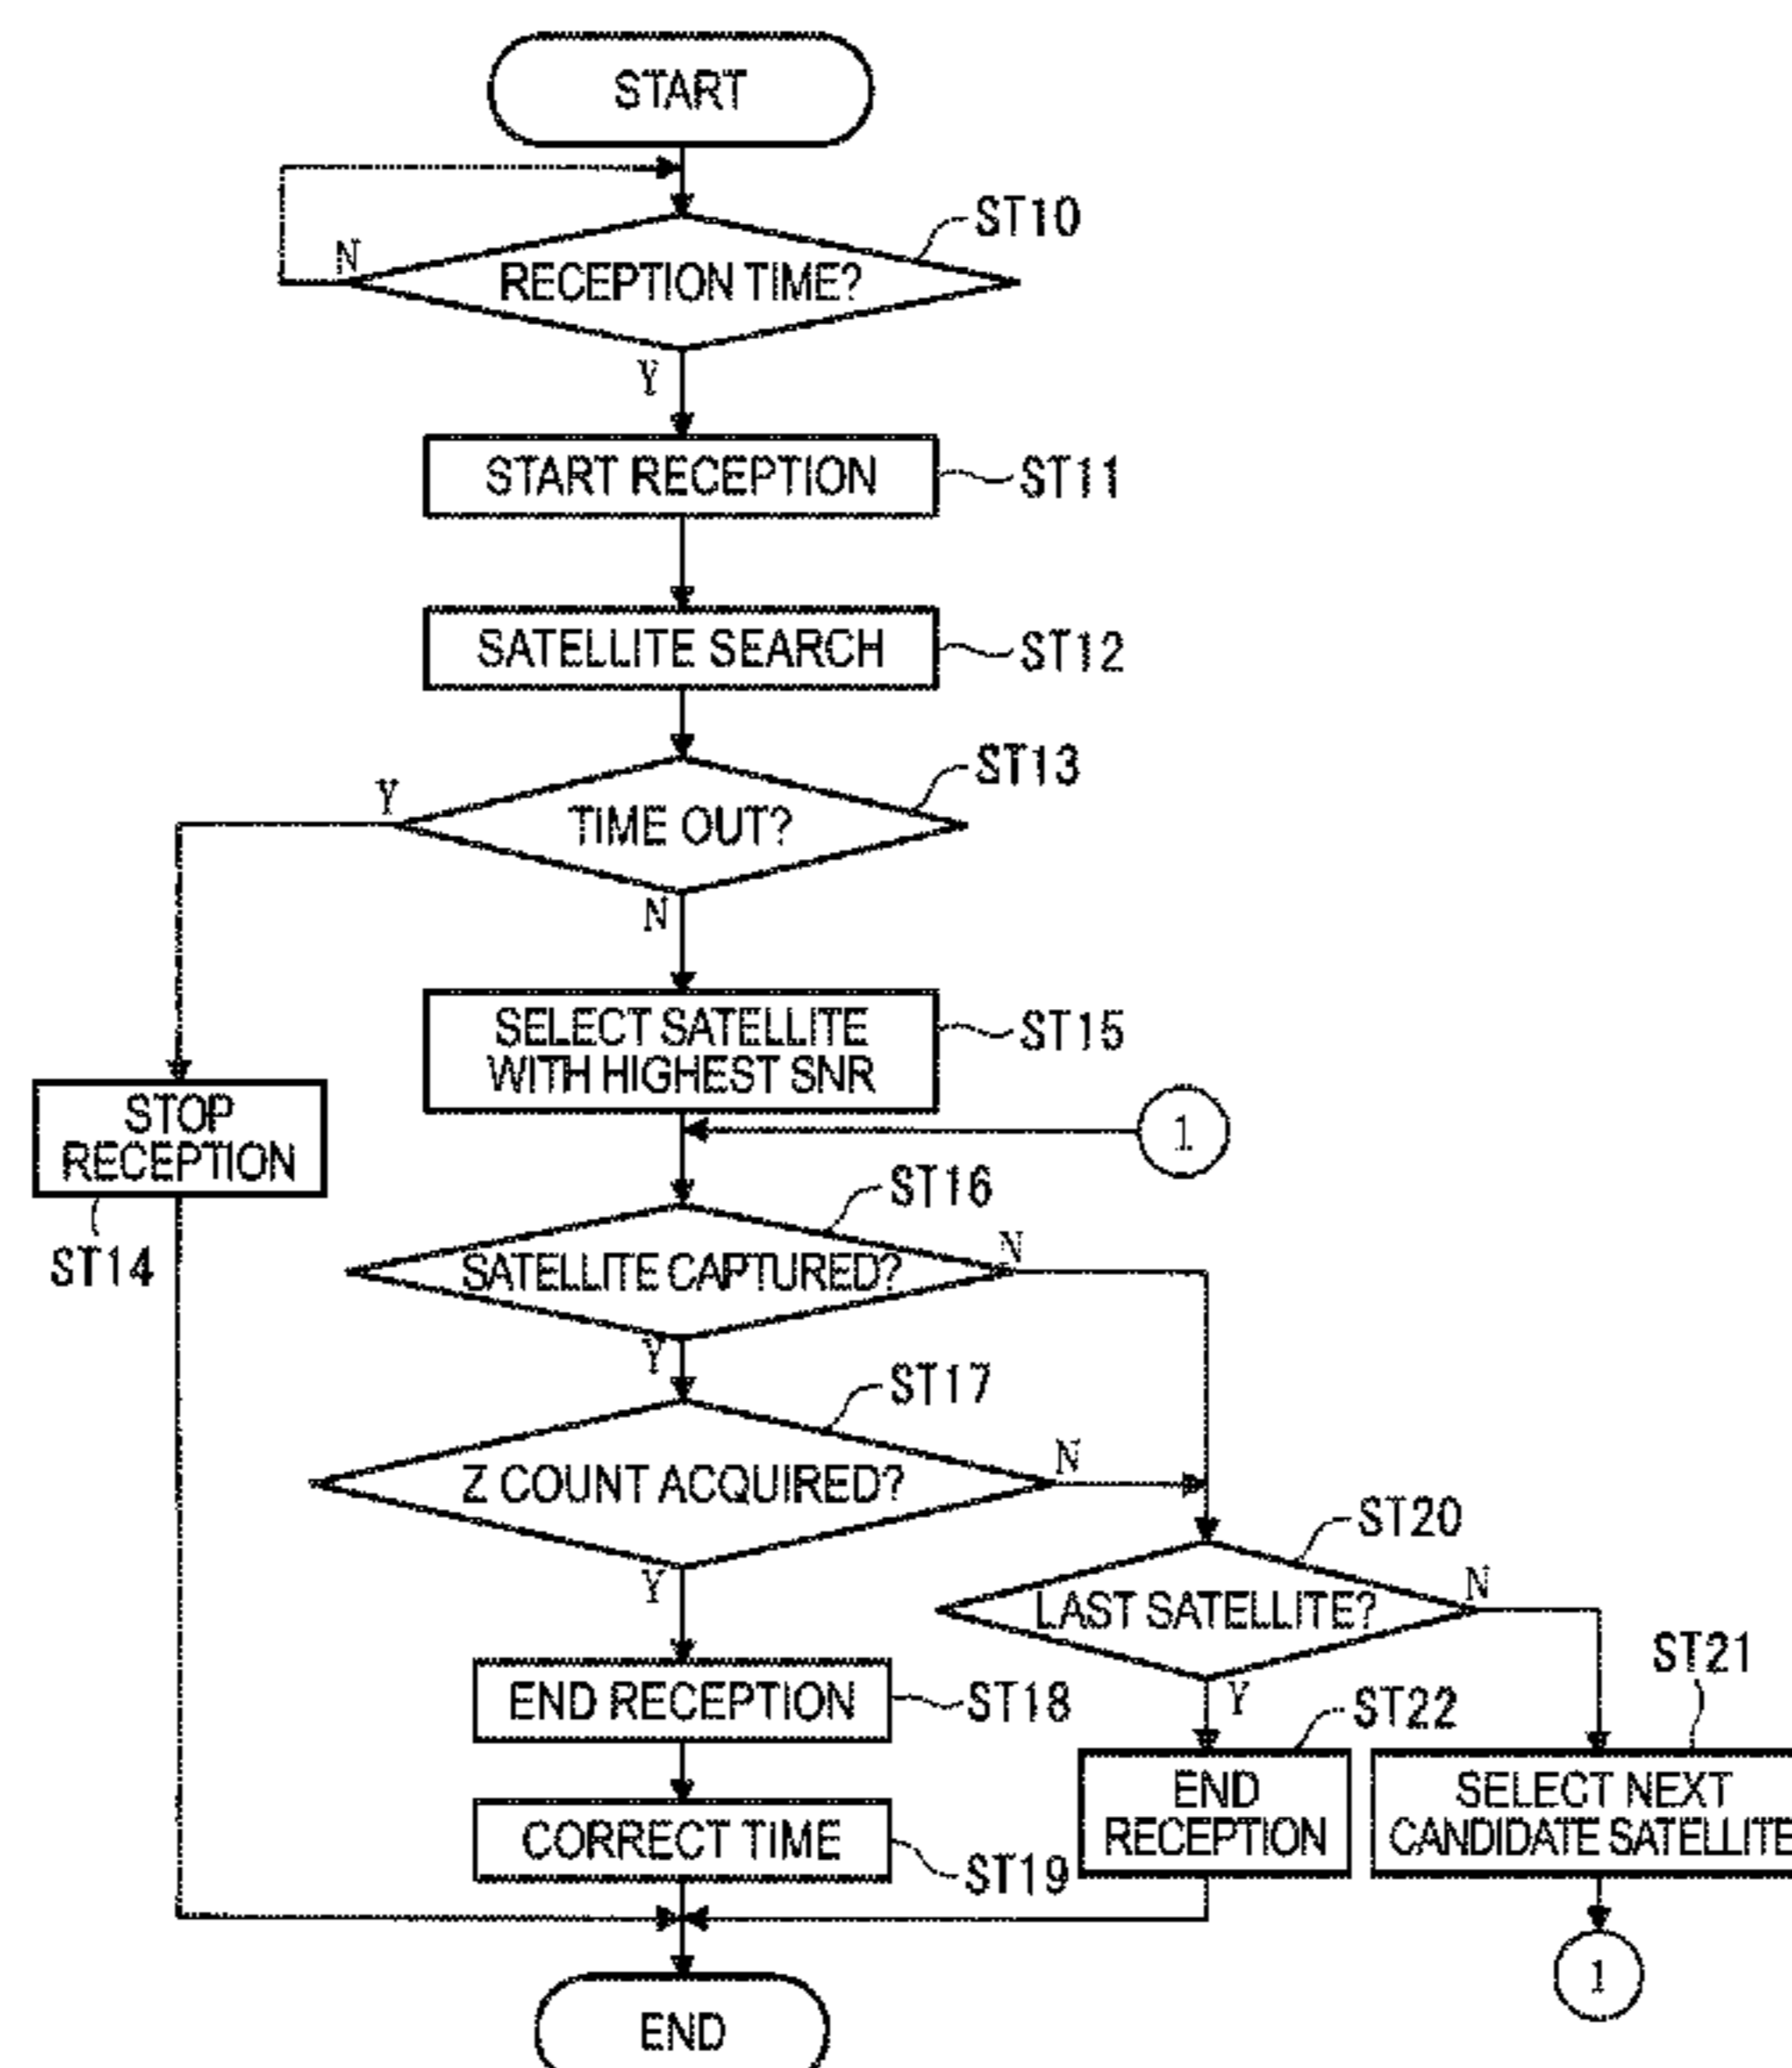 START
ST10
N
RECEPTION TIME?
Y
START RECEPTION
ST11
SATELLITE SEARCH
ST12
ST13
Y
TIME OUT?
N
SELECT SATELLITE
WITH HIGHEST SNR
ST15
STOP
RECEPTION
ST14
1
ST16
N
SATELLITE CAPTURED?
Y
ST17
N
Z COUNT ACQUIRED?
Y
ST20
N
LAST SATELLITE?
Y
ST21
END RECEPTION
ST18
ST22
END
RECEPTION
SELECT NEXT
CANDIDATE SATELLITE
CORRECT TIME
ST19
1
END